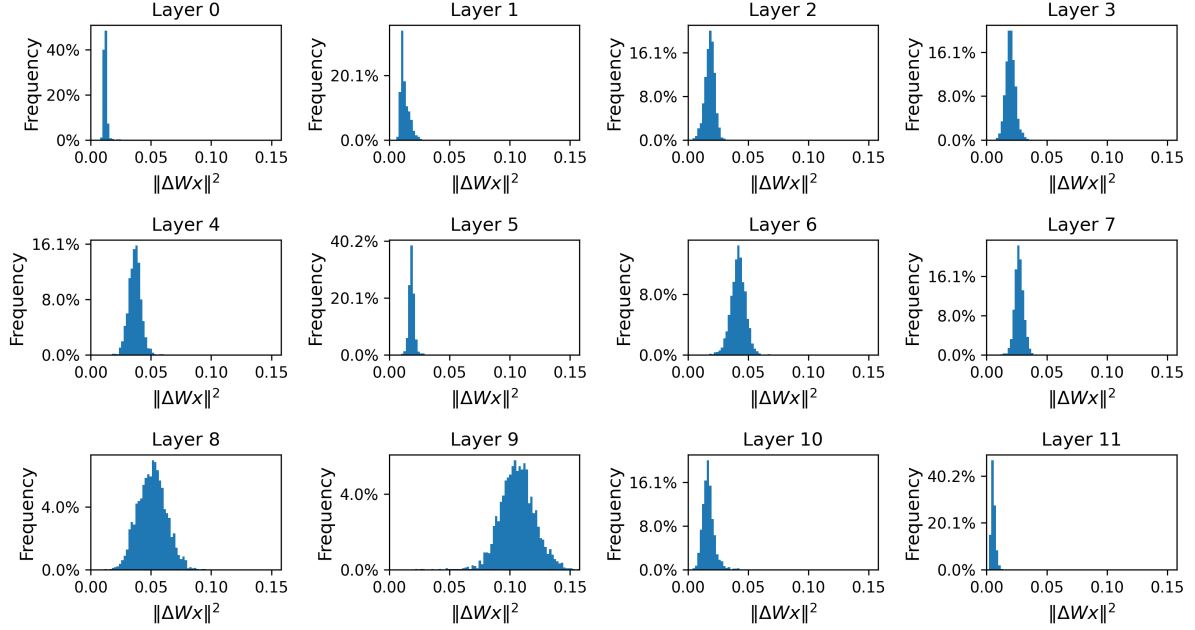 Layer 0
Frequency
40%
20%
0%
0.00 0.05 0.10 0.15
‖ΔWx‖²
Layer 1
Frequency
20.1%
0.0%
0.00 0.05 0.10 0.15
‖ΔWx‖²
Layer 2
Frequency
16.1%
8.0%
0.0%
0.00 0.05 0.10 0.15
‖ΔWx‖²
Layer 3
Frequency
16.1%
8.0%
0.0%
0.00 0.05 0.10 0.15
‖ΔWx‖²
Layer 4
Frequency
16.1%
8.0%
0.0%
0.00 0.05 0.10 0.15
‖ΔWx‖²
Layer 5
Frequency
40.2%
20.1%
0.0%
0.00 0.05 0.10 0.15
‖ΔWx‖²
Layer 6
Frequency
8.0%
0.0%
0.00 0.05 0.10 0.15
‖ΔWx‖²
Layer 7
Frequency
16.1%
8.0%
0.0%
0.00 0.05 0.10 0.15
‖ΔWx‖²
Layer 8
Frequency
4.0%
0.0%
0.00 0.05 0.10 0.15
‖ΔWx‖²
Layer 9
Frequency
4.0%
0.0%
0.00 0.05 0.10 0.15
‖ΔWx‖²
Layer 10
Frequency
16.1%
8.0%
0.0%
0.00 0.05 0.10 0.15
‖ΔWx‖²
Layer 11
Frequency
40.2%
20.1%
0.0%
0.00 0.05 0.10 0.15
‖ΔWx‖²